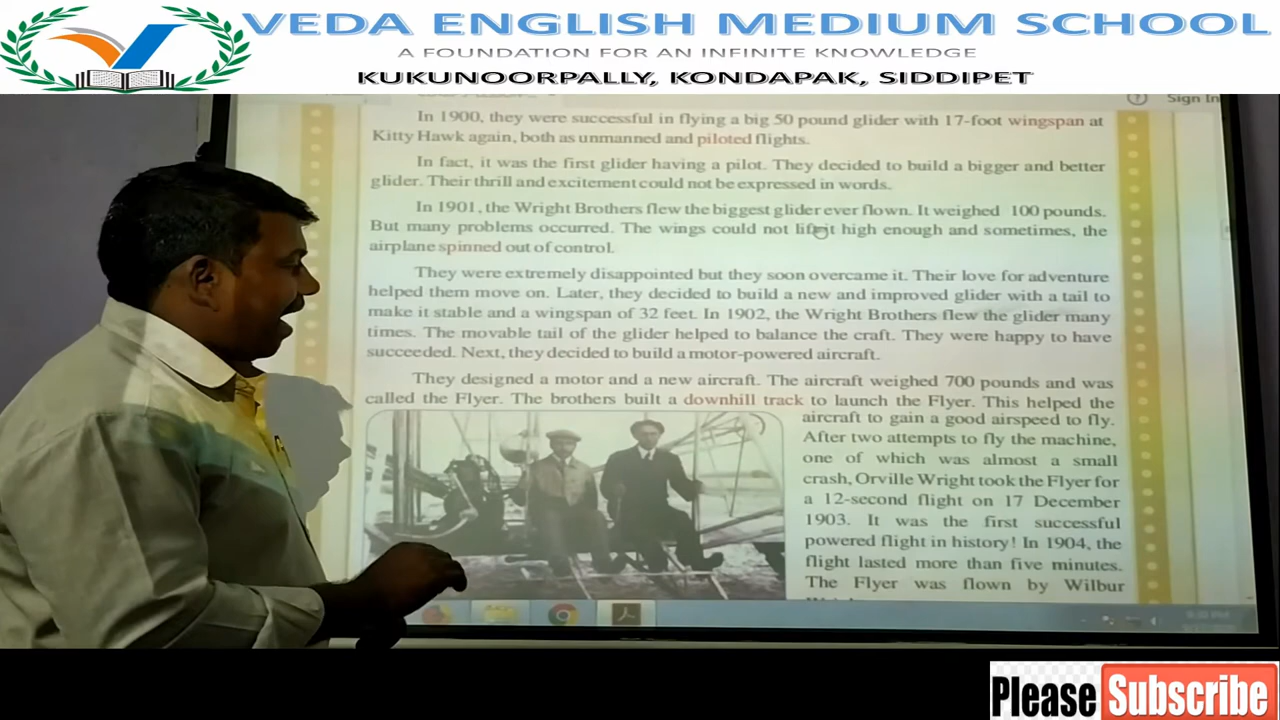 VEDA ENGLISH MEDIUM SCHOOL
A FOUNDATION FOR AN INFINITE KNOWLEDGE
KUKUNOORPALLY, KONDAPAK, SIDDIPET
Sign In
In 1900, they were successful in flying a big 50 pound glider with 17-foot wingspan at
Kitty Hawk again, both as unmanned and piloted flights.
In fact, it was the first glider having a pilot. They decided to build a bigger and better
glider. Their thrill and excitement could not be expressed in words.
In 1901, the Wright Brothers flew the biggest glider ever flown. It weighed 100 pounds.
But many problems occurred. The wings could not lift it high enough and sometimes, the
airplane spinned out of control.
They were extremely disappointed but they soon overcame it. Their love for adventure
helped them move on. Later, they decided to build a new and improved glider with a tail to
make it stable and a wingspan of 32 feet. In 1902, the Wright Brothers flew the glider many
times. The movable tail of the glider helped to balance the craft. They were happy to have
succeeded. Next, they decided to build a motor-powered aircraft.
They designed a motor and a new aircraft. The aircraft weighed 700 pounds and was
called the Flyer. The brothers built a downhill track to launch the Flyer. This helped the
aircraft to gain a good airspeed to fly.
After two attempts to fly the machine,
one of which was almost a small
crash, Orville Wright took the Flyer for
a 12-second flight on 17 December
1903. It was the first successful
powered flight in history! In 1904, the
flight lasted more than five minutes.
The Flyer was flown by Wilbur
Please Subscribe